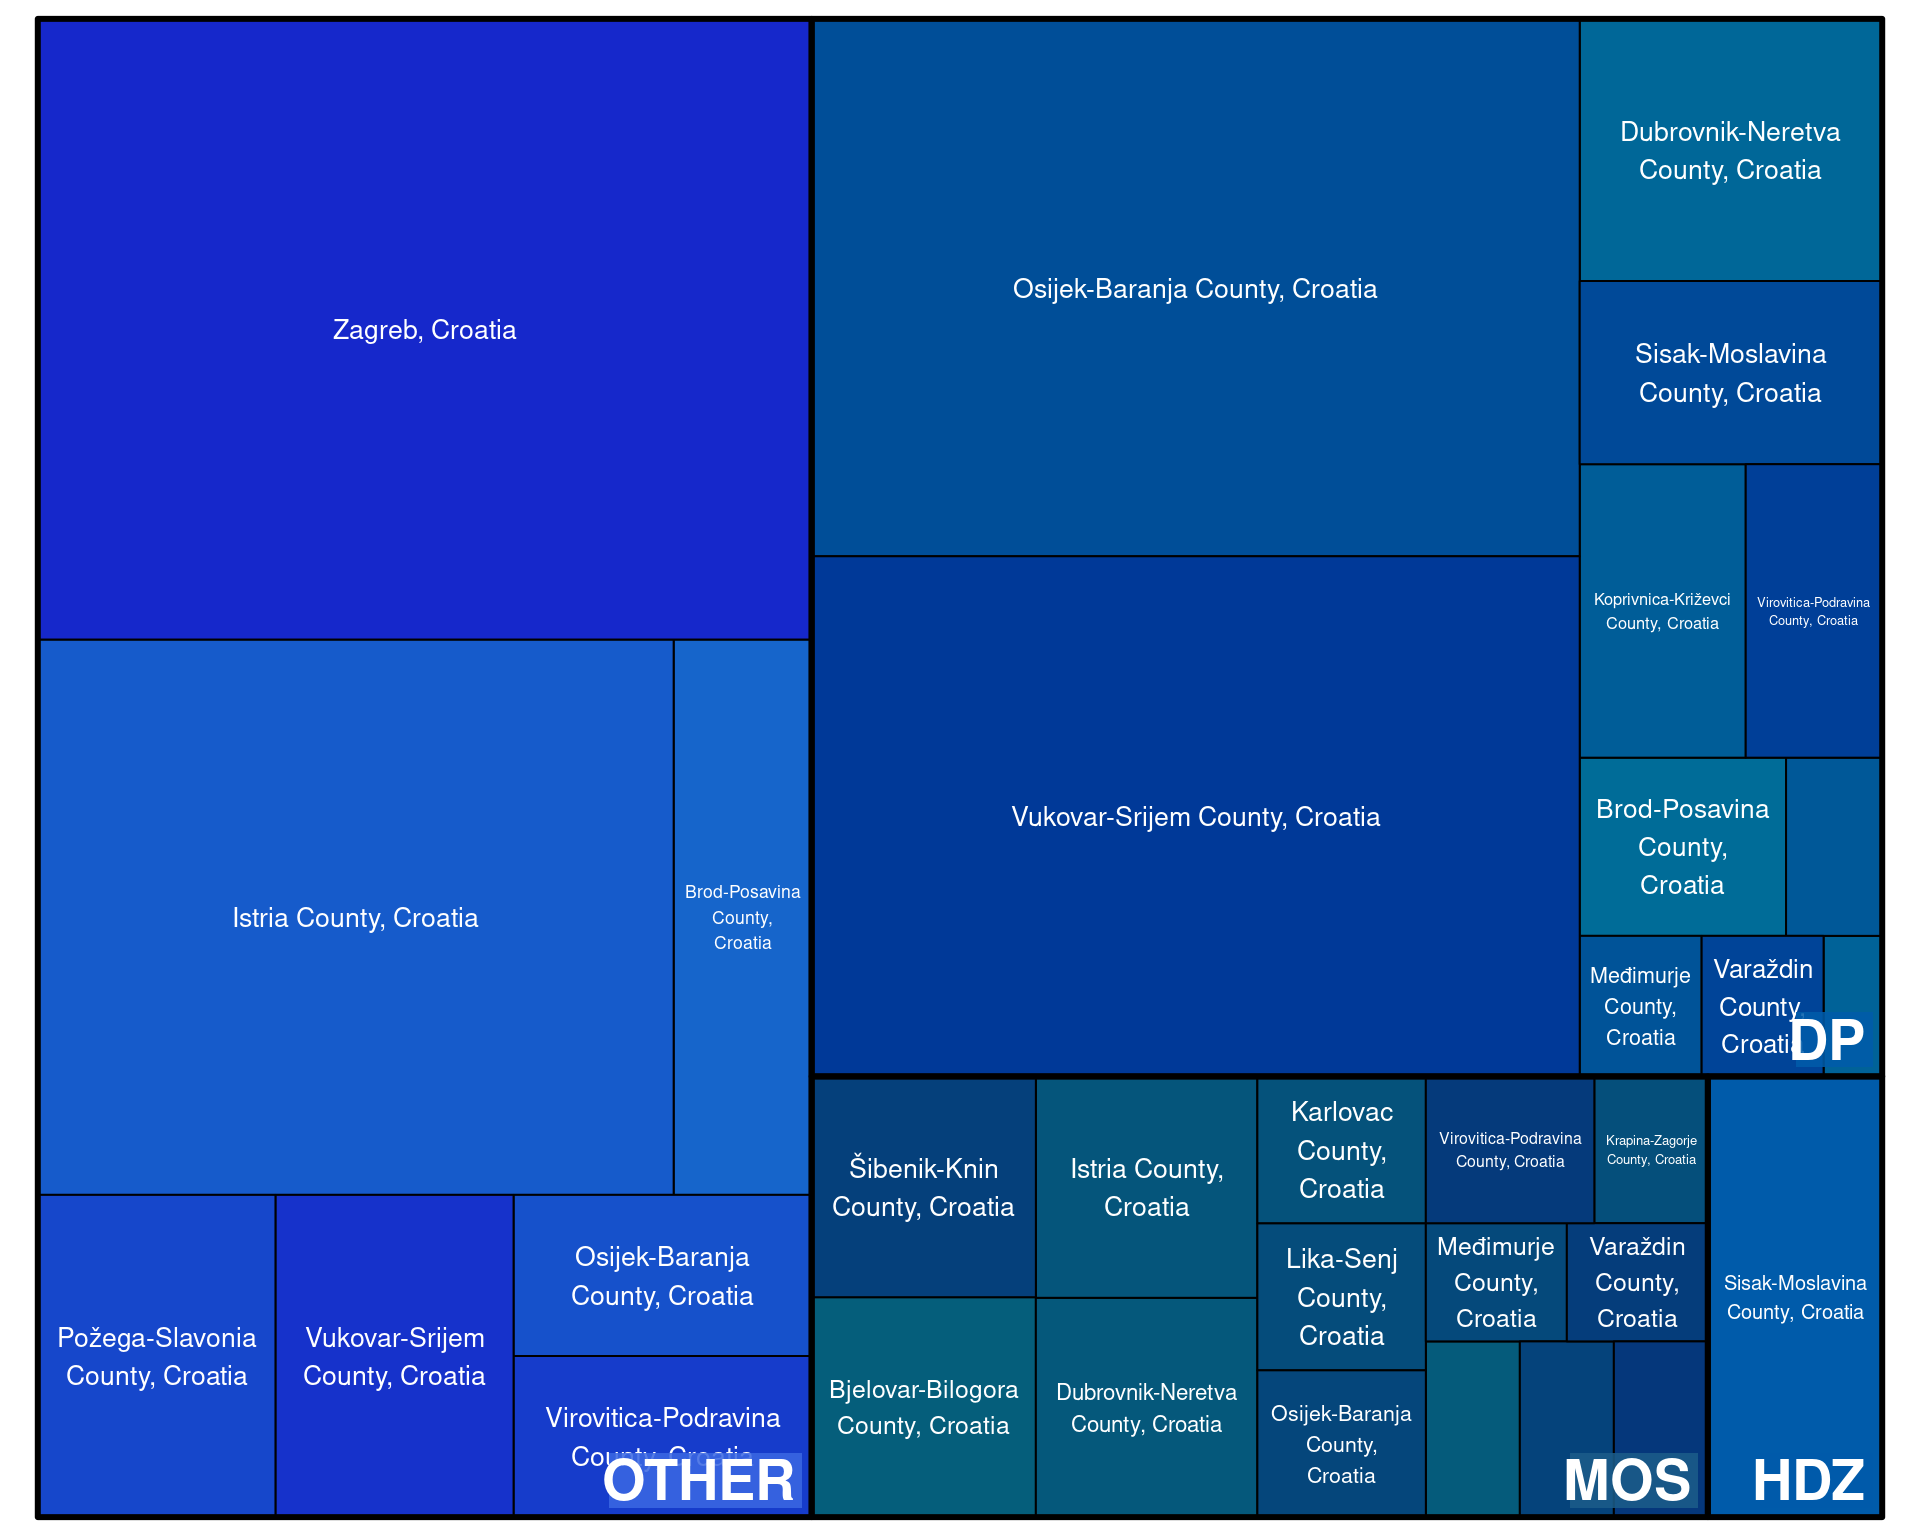 Zagreb, Croatia
Istria County, Croatia
Brod-Posavina
County,
Croatia
Požega-Slavonia
County, Croatia
Vukovar-Srijem
County, Croatia
Osijek-Baranja
County, Croatia
Virovitica-Podravina
County, Croatia
OTHER
Osijek-Baranja County, Croatia
Vukovar-Srijem County, Croatia
Dubrovnik-Neretva
County, Croatia
Sisak-Moslavina
County, Croatia
Koprivnica-Križevci
County, Croatia
Virovitica-Podravina
County, Croatia
Brod-Posavina
County,
Croatia
Međimurje
County,
Croatia
Varaždin
County,
Croatia
DP
Šibenik-Knin
County, Croatia
Istria County,
Croatia
Bjelovar-Bilogora
County, Croatia
Dubrovnik-Neretva
County, Croatia
Karlovac
County,
Croatia
Lika-Senj
County,
Croatia
Osijek-Baranja
County,
Croatia
Virovitica-Podravina
County, Croatia
Krapina-Zagorje
County, Croatia
Međimurje
County,
Croatia
Varaždin
County,
Croatia
MOS
Sisak-Moslavina
County, Croatia
HDZ